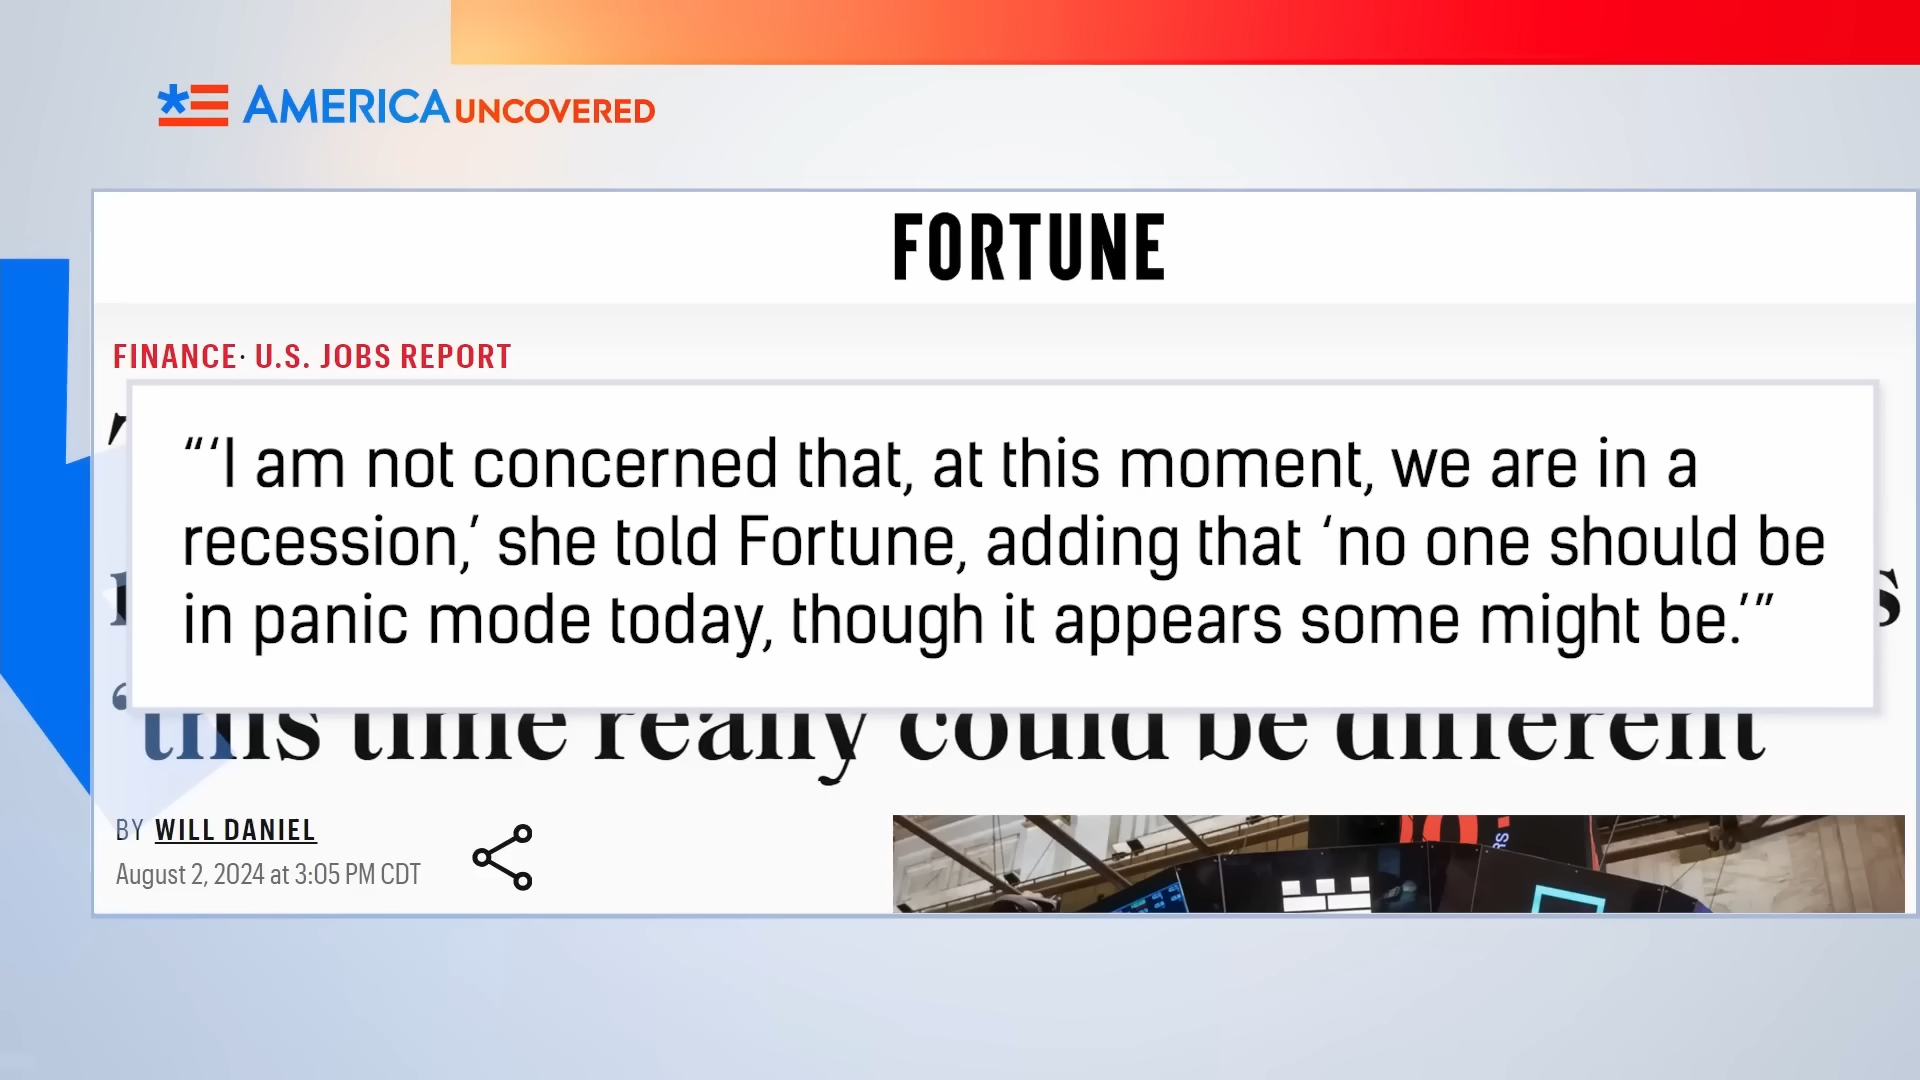 AMERICA UNCOVERED
FORTUNE
FINANCE· U.S. JOBS REPORT
“‘I am not concerned that, at this moment, we are in a
recession,’ she told Fortune, adding that ‘no one should be
in panic mode today, though it appears some might be.’”
‘this time really could be different
BY WILL DANIEL
August 2, 2024 at 3:05 PM CDT